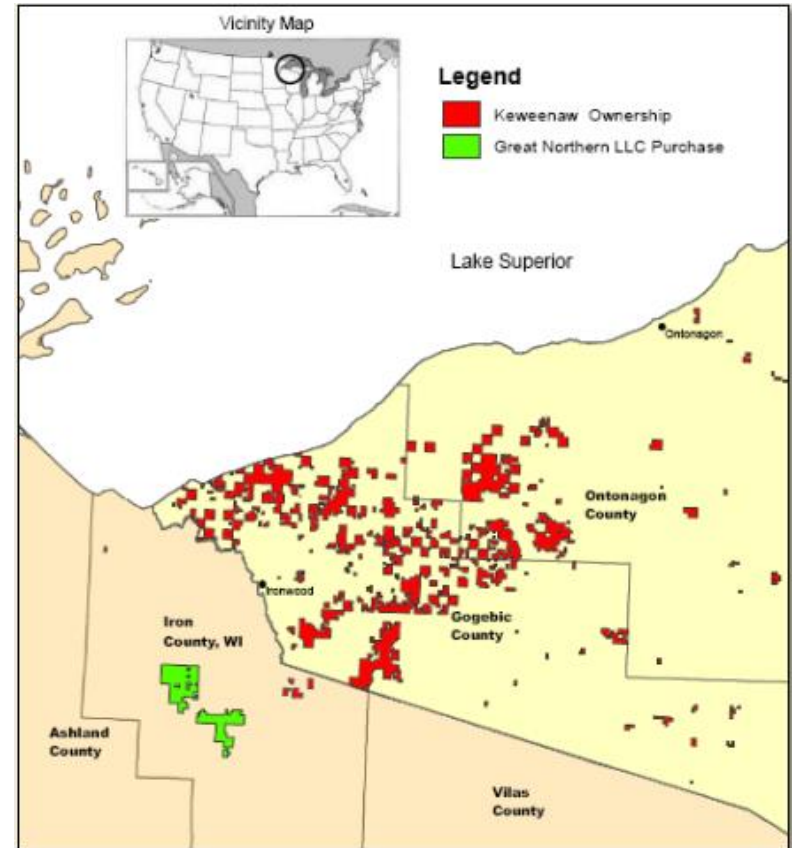 Vicinity Map
Legend
Keweenaw Ownership
Great Northern LLC Purchase
Lake Superior
Ontonagon
Ontonagon
County
Ironwood
Gogebic
County
Iron
County, WI
Ashland
County
Vilas
County